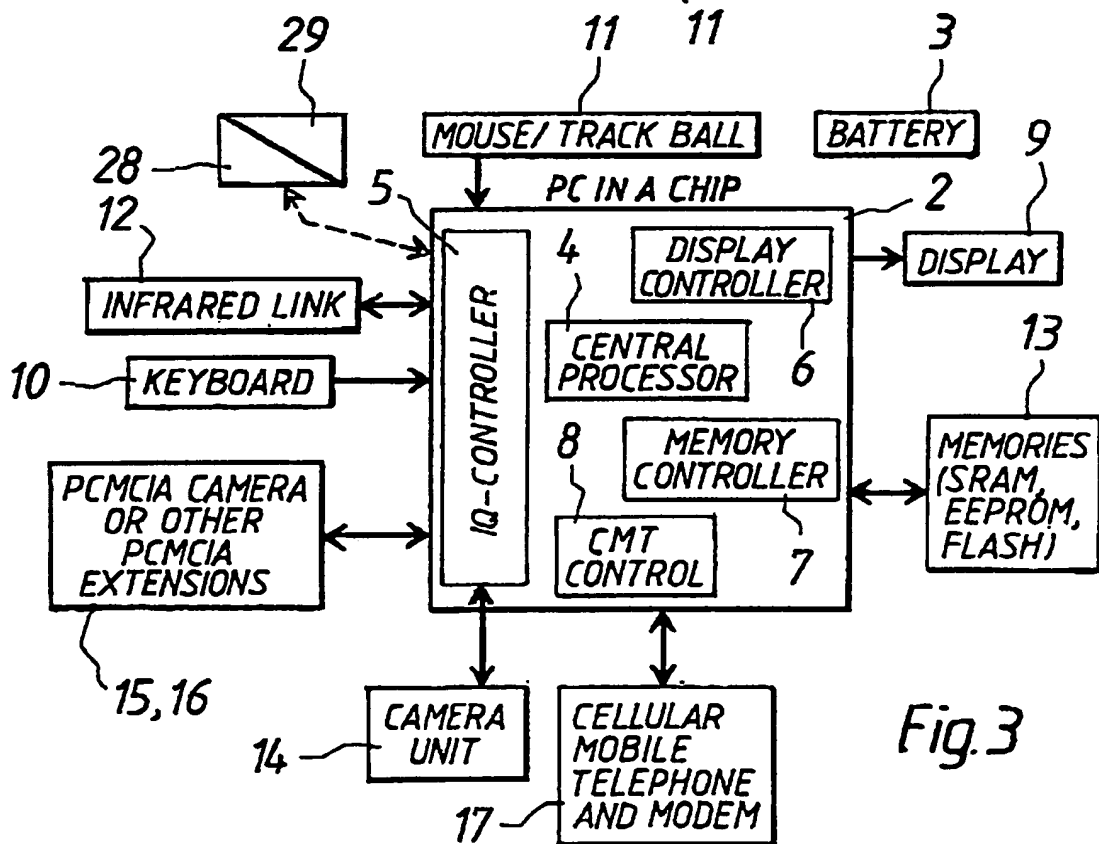 11
29
11
3
MOUSE/ TRACK BALL
BATTERY
28
9
12
5
PC IN A CHIP
2
DISPLAY
CONTROLLER
DISPLAY
4
INFRARED LINK
6
13
CENTRAL
PROCESSOR
10
KEYBOARD
IQ-CONTROLLER
MEMORY
CONTROLLER
MEMORIES
(SRAM,
EEPROM,
FLASH)
8
PCMCIA CAMERA
OR OTHER
PCMCIA
EXTENSIONS
CMT
CONTROL
7
15, 16
CAMERA
UNIT
14
CELLULAR
MOBILE
TELEPHONE
AND MODEM
17
Fig. 3